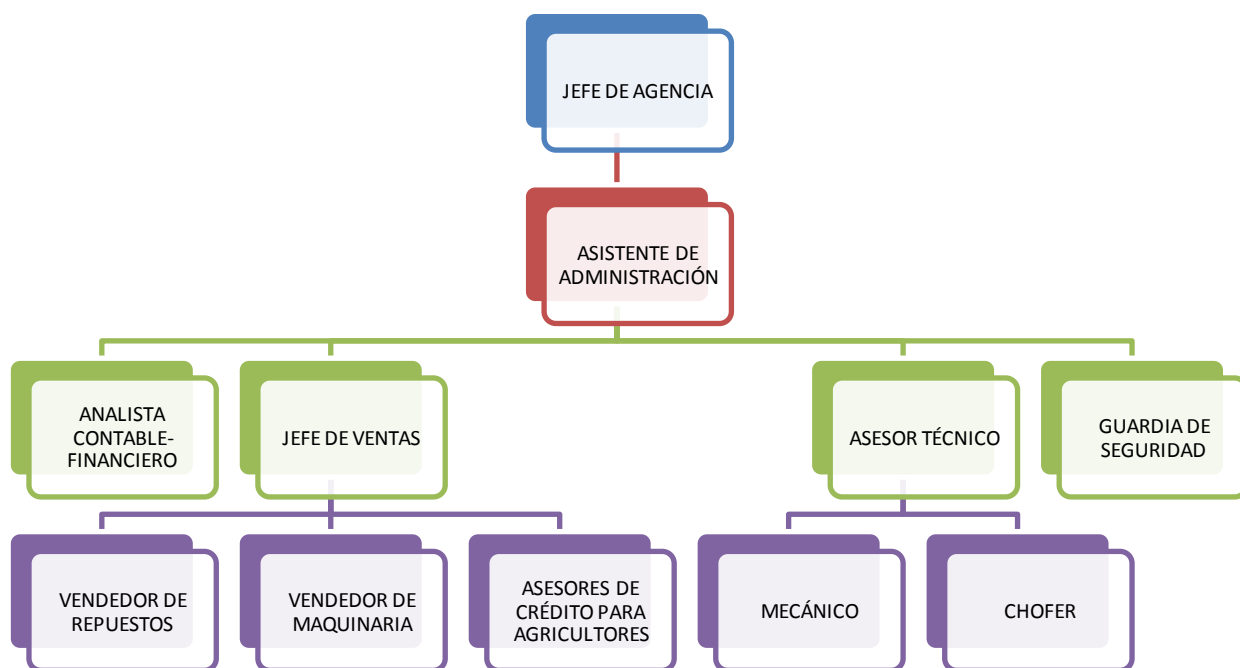 JEFE DE AGENCIA
ASISTENTE DE
ADMINISTRACIÓN
ANALISTA
CONTABLE-
FINANCIERO
JEFE DE VENTAS
ASESOR TÉCNICO
GUARDIA DE
SEGURIDAD
VENDEDOR DE
REPUESTOS
VENDEDOR DE
MAQUINARIA
ASESORES DE
CRÉDITO PARA
AGRICULTORES
MECÁNICO
CHOFER